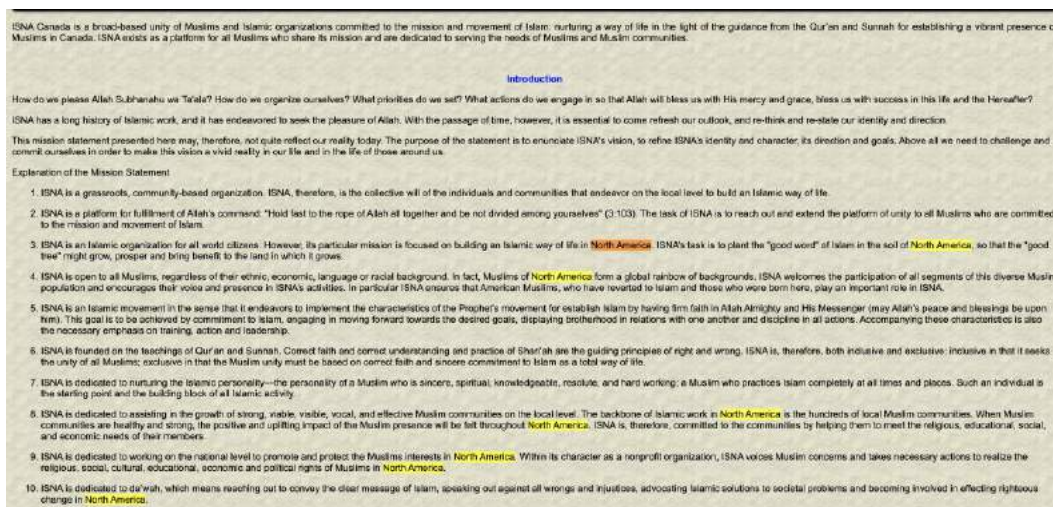 ISNA Canada is a broad-based unity of Muslims and Islamic organizations committed to the mission and movement of Islam: nurturing a way of life in the light of the guidance from the Qur'an and Sunnah for establishing a vibrant presence o
Muslims in Canada. ISNA exists as a platform for all Muslims who share its mission and are dedicated to serving the needs of Muslims and Muslim communities.
Introduction
How do we please Allah Subhanahu wa Ta'ala? How do we organize ourselves? What priorities do we set? What actions do we engage in so that Allah will bless us with His mercy and grace, bless us with success in this life and the Hereafter?
ISNA has a long history of Islamic work, and it has endeavored to seek the pleasure of Allah. With the passage of time, however, it is essential to come refresh our outlook, and re-think and re-state our identity and direction.
This mission statement presented here may, therefore, not quite reflect our reality today. The purpose of the statement is to enunciate ISNA's vision, to refine ISNA's identity and character, its direction and goals. Above all we need to challenge and
commit ourselves in order to make this vision a vivid reality in our life and in the life of those around us.
Explanation of the Mission Statement
1. ISNA is a grassroots, community-based organization. ISNA, therefore, is the collective will of the individuals and communities that endeavor on the local level to build an Islamic way of life.
2. ISNA is a platform for fulfillment of Allah's command: "Hold fast to the rope of Allah all together and be not divided among yourselves" (3:103). The task of ISNA is to reach out and extend the platform of unity to all Muslims who are committed
to the mission and movement of Islam.
3. ISNA is an Islamic organization for all world citizens. However, its particular mission is focused on building an Islamic way of life in North America. ISNA's task is to plant the "good word" of Islam in the soil of North America, so that the "good
tree" might grow, prosper and bring benefit to the land in which it grows.
4. ISNA is open to all Muslims, regardless of their ethnic, economic, language or racial background. In fact, Muslims of North America form a global rainbow of backgrounds. ISNA welcomes the participation of all segments of this diverse Muslim
population and encourages their voice and presence in ISNA's activities. In particular ISNA ensures that American Muslims, who have reverted to Islam and those who were born here, play an important role in ISNA.
5. ISNA is an Islamic movement in the sense that it endeavors to implement the characteristics of the Prophet's movement for establish Islam by having firm faith in Allah Almighty and His Messenger (may Allah's peace and blessings be upon
him). This goal is to be achieved by commitment to Islam, engaging in moving forward towards the desired goals, displaying brotherhood in relations with one another and discipline in all actions. Accompanying these characteristics is also
the necessary emphasis on training, action and leadership.
6. ISNA is founded on the teachings of Qur'an and Sunnah. Correct faith and correct understanding and practice of Shari'ah are the guiding principles of right and wrong. ISNA is, therefore, both inclusive and exclusive: inclusive in that it seeks
the unity of all Muslims; exclusive in that the Muslim unity must be based on correct faith and sincere commitment to Islam as a total way of life.
7. ISNA is dedicated to nurturing the Islamic personality—the personality of a Muslim who is sincere, spiritual, knowledgeable, resolute, and hard working; a Muslim who practices Islam completely at all times and places. Such an individual is
the starting point and the building block of all Islamic activity.
8. ISNA is dedicated to assisting in the growth of strong, viable, visible, vocal, and effective Muslim communities on the local level. The backbone of Islamic work in North America is the hundreds of local Muslim communities. When Muslim
communities are healthy and strong, the positive and uplifting impact of the Muslim presence will be felt throughout North America. ISNA is, therefore, committed to the communities by helping them to meet the religious, educational, social,
and economic needs of their members.
9. ISNA is dedicated to working on the national level to promote and protect the Muslims interests in North America. Within its character as a nonprofit organization, ISNA voices Muslim concerns and takes necessary actions to realize the
religious, social, cultural, educational, economic and political rights of Muslims in North America.
10. ISNA is dedicated to da'wah, which means reaching out to convey the clear message of Islam, speaking out against all wrongs and injustices, advocating Islamic solutions to societal problems and becoming involved in effecting righteous
change in North America.